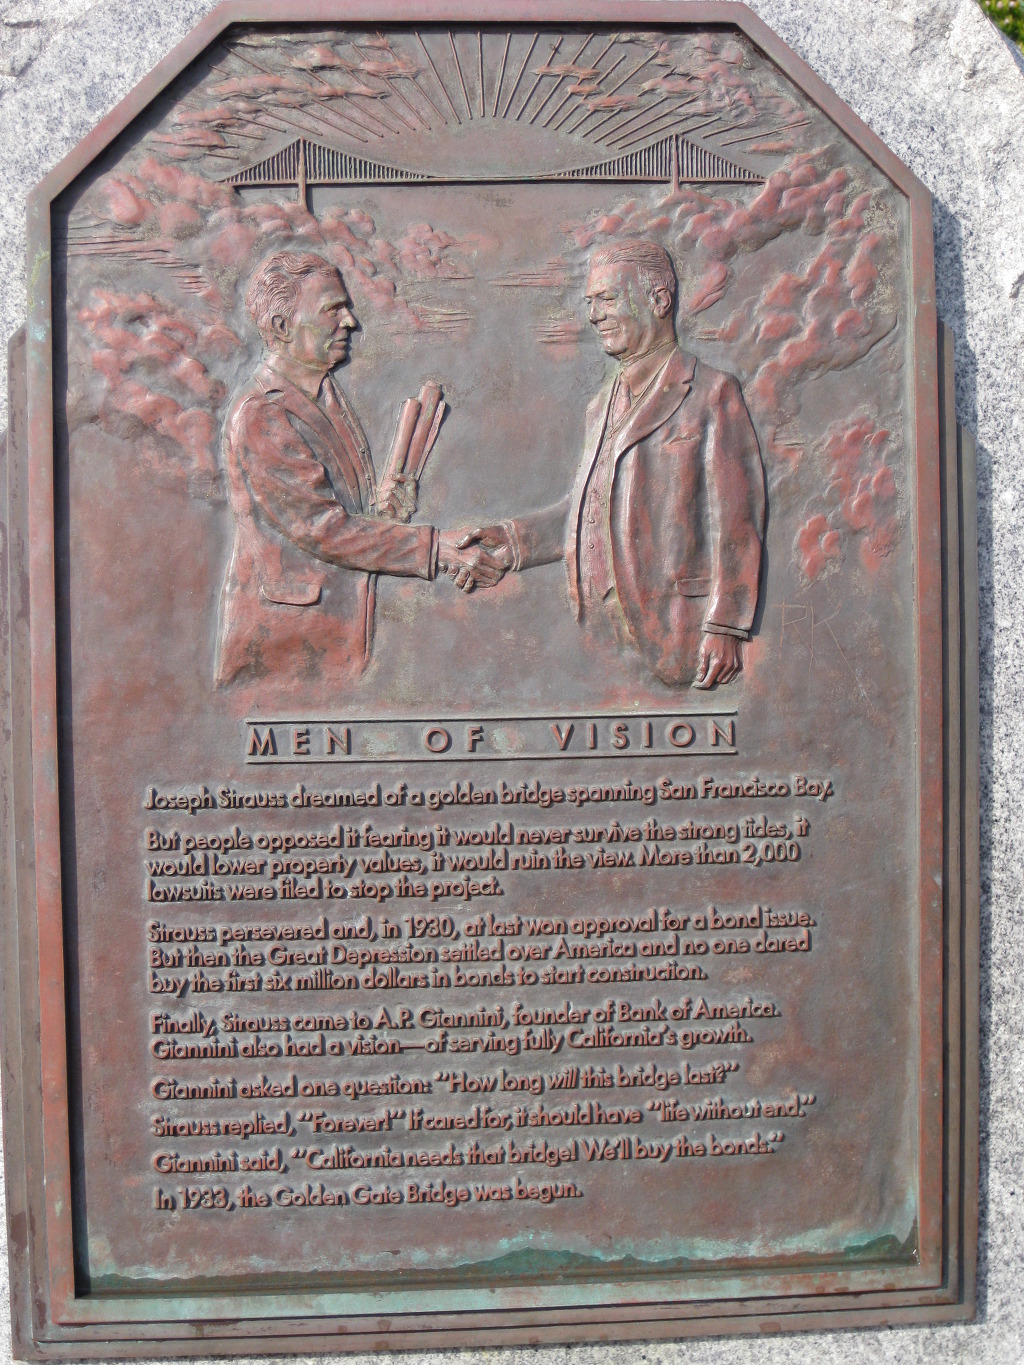 RK
MEN OF VISION
Joseph Strauss dreamed of a golden bridge spanning San Francisco Bay.
But people opposed it fearing it would never survive the strong tides, it
would lower property values, it would ruin the view. More than 2,000
lawsuits were filed to stop the project.
Strauss persevered and, in 1930, at last won approval for a bond issue.
But then the Great Depression settled over America and no one dared
buy the first six million dollars in bonds to start construction.
Finally, Strauss came to A.P. Giannini, founder of Bank of America.
Giannini also had a vision—of serving fully California's growth.
Giannini asked one question: "How long will this bridge last?"
Strauss replied, "Forever!" If cared for, it should have "life without end."
Giannini said, "California needs that bridge! We'll buy the bonds."
In 1933, the Golden Gate Bridge was begun.